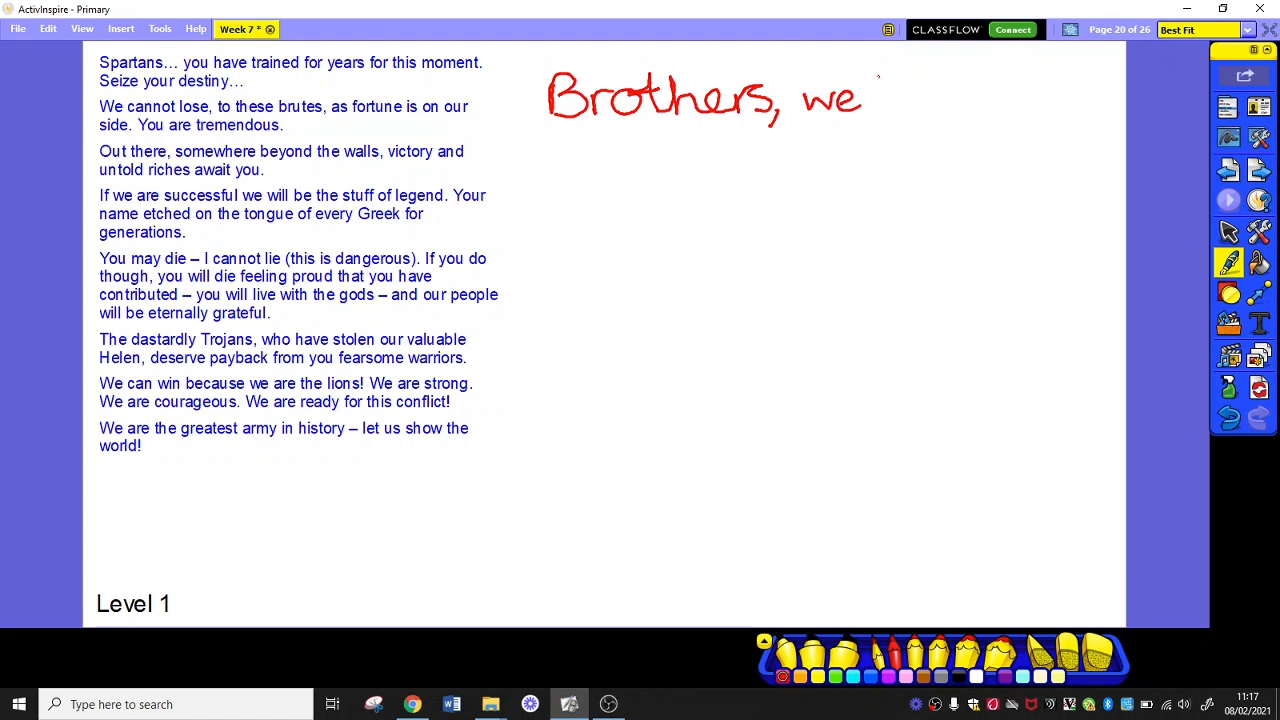 ActivInspire - Primary
File Edit View Insert Tools Help Week 7 * CLASSFLOW Connect Page 20 of 26 Best Fit
Spartans… you have trained for years for this moment.
Seize your destiny…
We cannot lose, to these brutes, as fortune is on our
side. You are tremendous.
Out there, somewhere beyond the walls, victory and
untold riches await you.
If we are successful we will be the stuff of legend. Your
name etched on the tongue of every Greek for
generations.
You may die – I cannot lie (this is dangerous). If you do
though, you will die feeling proud that you have
contributed – you will live with the gods – and our people
will be eternally grateful.
The dastardly Trojans, who have stolen our valuable
Helen, deserve payback from you fearsome warriors.
We can win because we are the lions! We are strong.
We are courageous. We are ready for this conflict!
We are the greatest army in history – let us show the
world!
Brothers, we
Level 1
Type here to search
11:17
08/02/2021